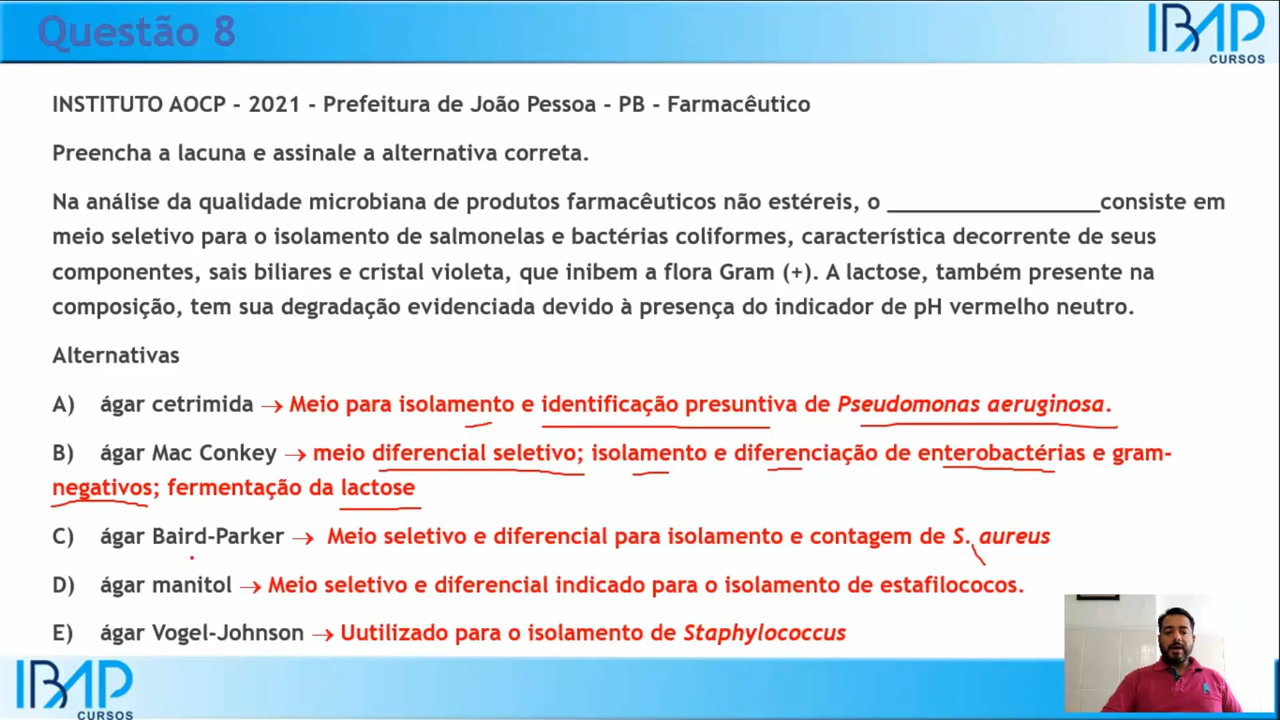 Questão 8
IBAP
CURSOS
INSTITUTO AOCP - 2021 - Prefeitura de João Pessoa - PB - Farmacêutico
Preencha a lacuna e assinale a alternativa correta.
Na análise da qualidade microbiana de produtos farmacêuticos não estéreis, o __________________consiste em
meio seletivo para o isolamento de salmonelas e bactérias coliformes, característica decorrente de seus
componentes, sais biliares e cristal violeta, que inibem a flora Gram (+). A lactose, também presente na
composição, tem sua degradação evidenciada devido à presença do indicador de pH vermelho neutro.
Alternativas
A) ágar cetrimida → Meio para isolamento e identificação presuntiva de Pseudomonas aeruginosa.
B) ágar Mac Conkey → meio diferencial seletivo; isolamento e diferenciação de enterobactérias e gram-
negativos; fermentação da lactose
C) ágar Baird-Parker → Meio seletivo e diferencial para isolamento e contagem de S. aureus
D) ágar manitol → Meio seletivo e diferencial indicado para o isolamento de estafilococos.
E) ágar Vogel-Johnson → Uutilizado para o isolamento de Staphylococcus
IBAP
CURSOS